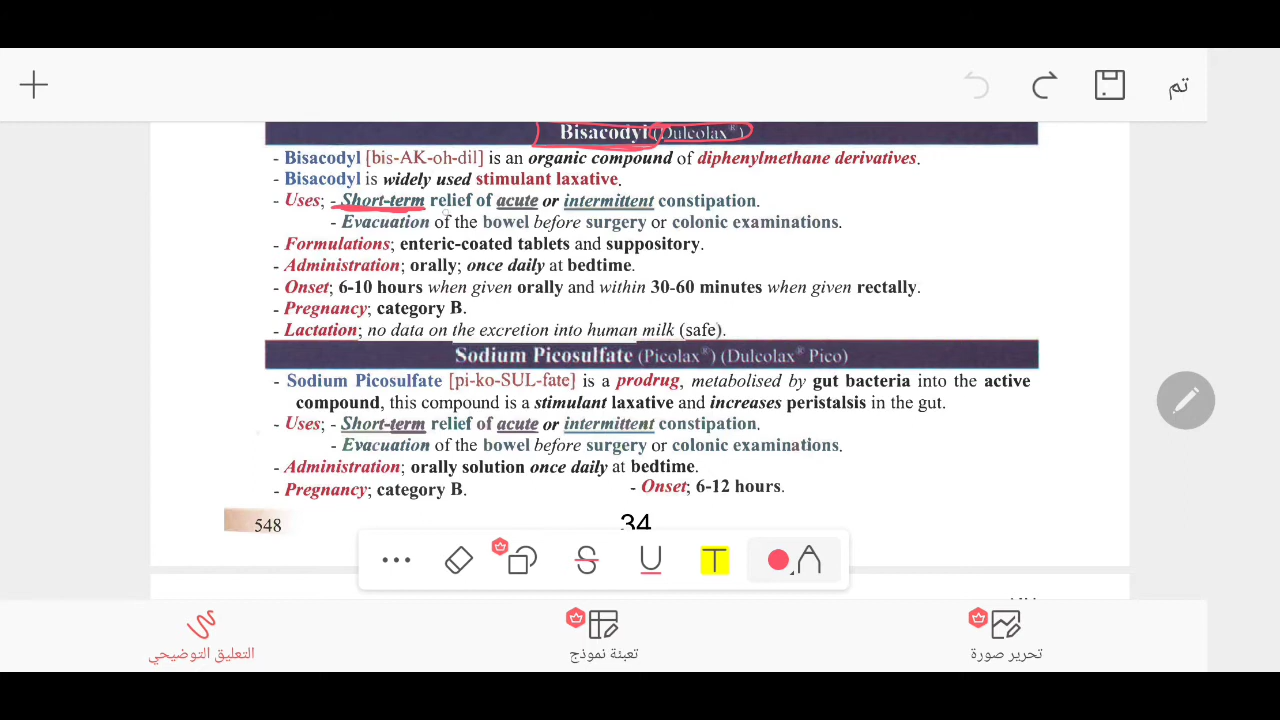 تم
Bisacodyl (Dulcolax®)
- Bisacodyl [bis-AK-oh-dil] is an organic compound of diphenylmethane derivatives.
- Bisacodyl is widely used stimulant laxative.
- Uses; - Short-term relief of acute or intermittent constipation.
- Evacuation of the bowel before surgery or colonic examinations.
- Formulations; enteric-coated tablets and suppository.
- Administration; orally; once daily at bedtime.
- Onset; 6-10 hours when given orally and within 30-60 minutes when given rectally.
- Pregnancy; category B.
- Lactation; no data on the excretion into human milk (safe).
Sodium Picosulfate (Picolax®) (Dulcolax® Pico)
- Sodium Picosulfate [pi-ko-SUL-fate] is a prodrug, metabolised by gut bacteria into the active
compound, this compound is a stimulant laxative and increases peristalsis in the gut.
- Uses; - Short-term relief of acute or intermittent constipation.
- Evacuation of the bowel before surgery or colonic examinations.
- Administration; orally solution once daily at bedtime.
- Pregnancy; category B. - Onset; 6-12 hours.
548
34
التعليق التوضيحي
تعبئة نموذج
تحرير صورة